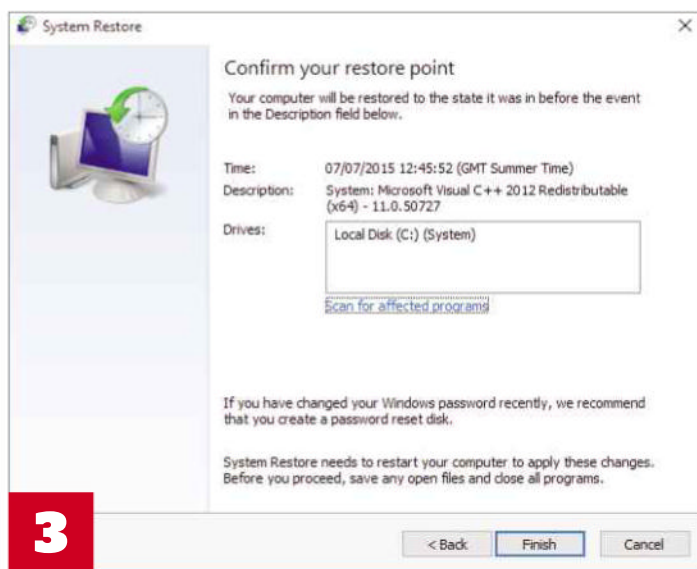 System Restore
Confirm your restore point
Your computer will be restored to the state it was in before the event
in the Description field below.
Time: 07/07/2015 12:45:52 (GMT Summer Time)
Description: System: Microsoft Visual C++ 2012 Redistributable
(x64) - 11.0.50727
Drives: Local Disk (C:) (System)
Scan for affected programs
If you have changed your Windows password recently, we recommend
that you create a password reset disk.
System Restore needs to restart your computer to apply these changes.
Before you proceed, save any open files and close all programs.
3
< Back Finish Cancel